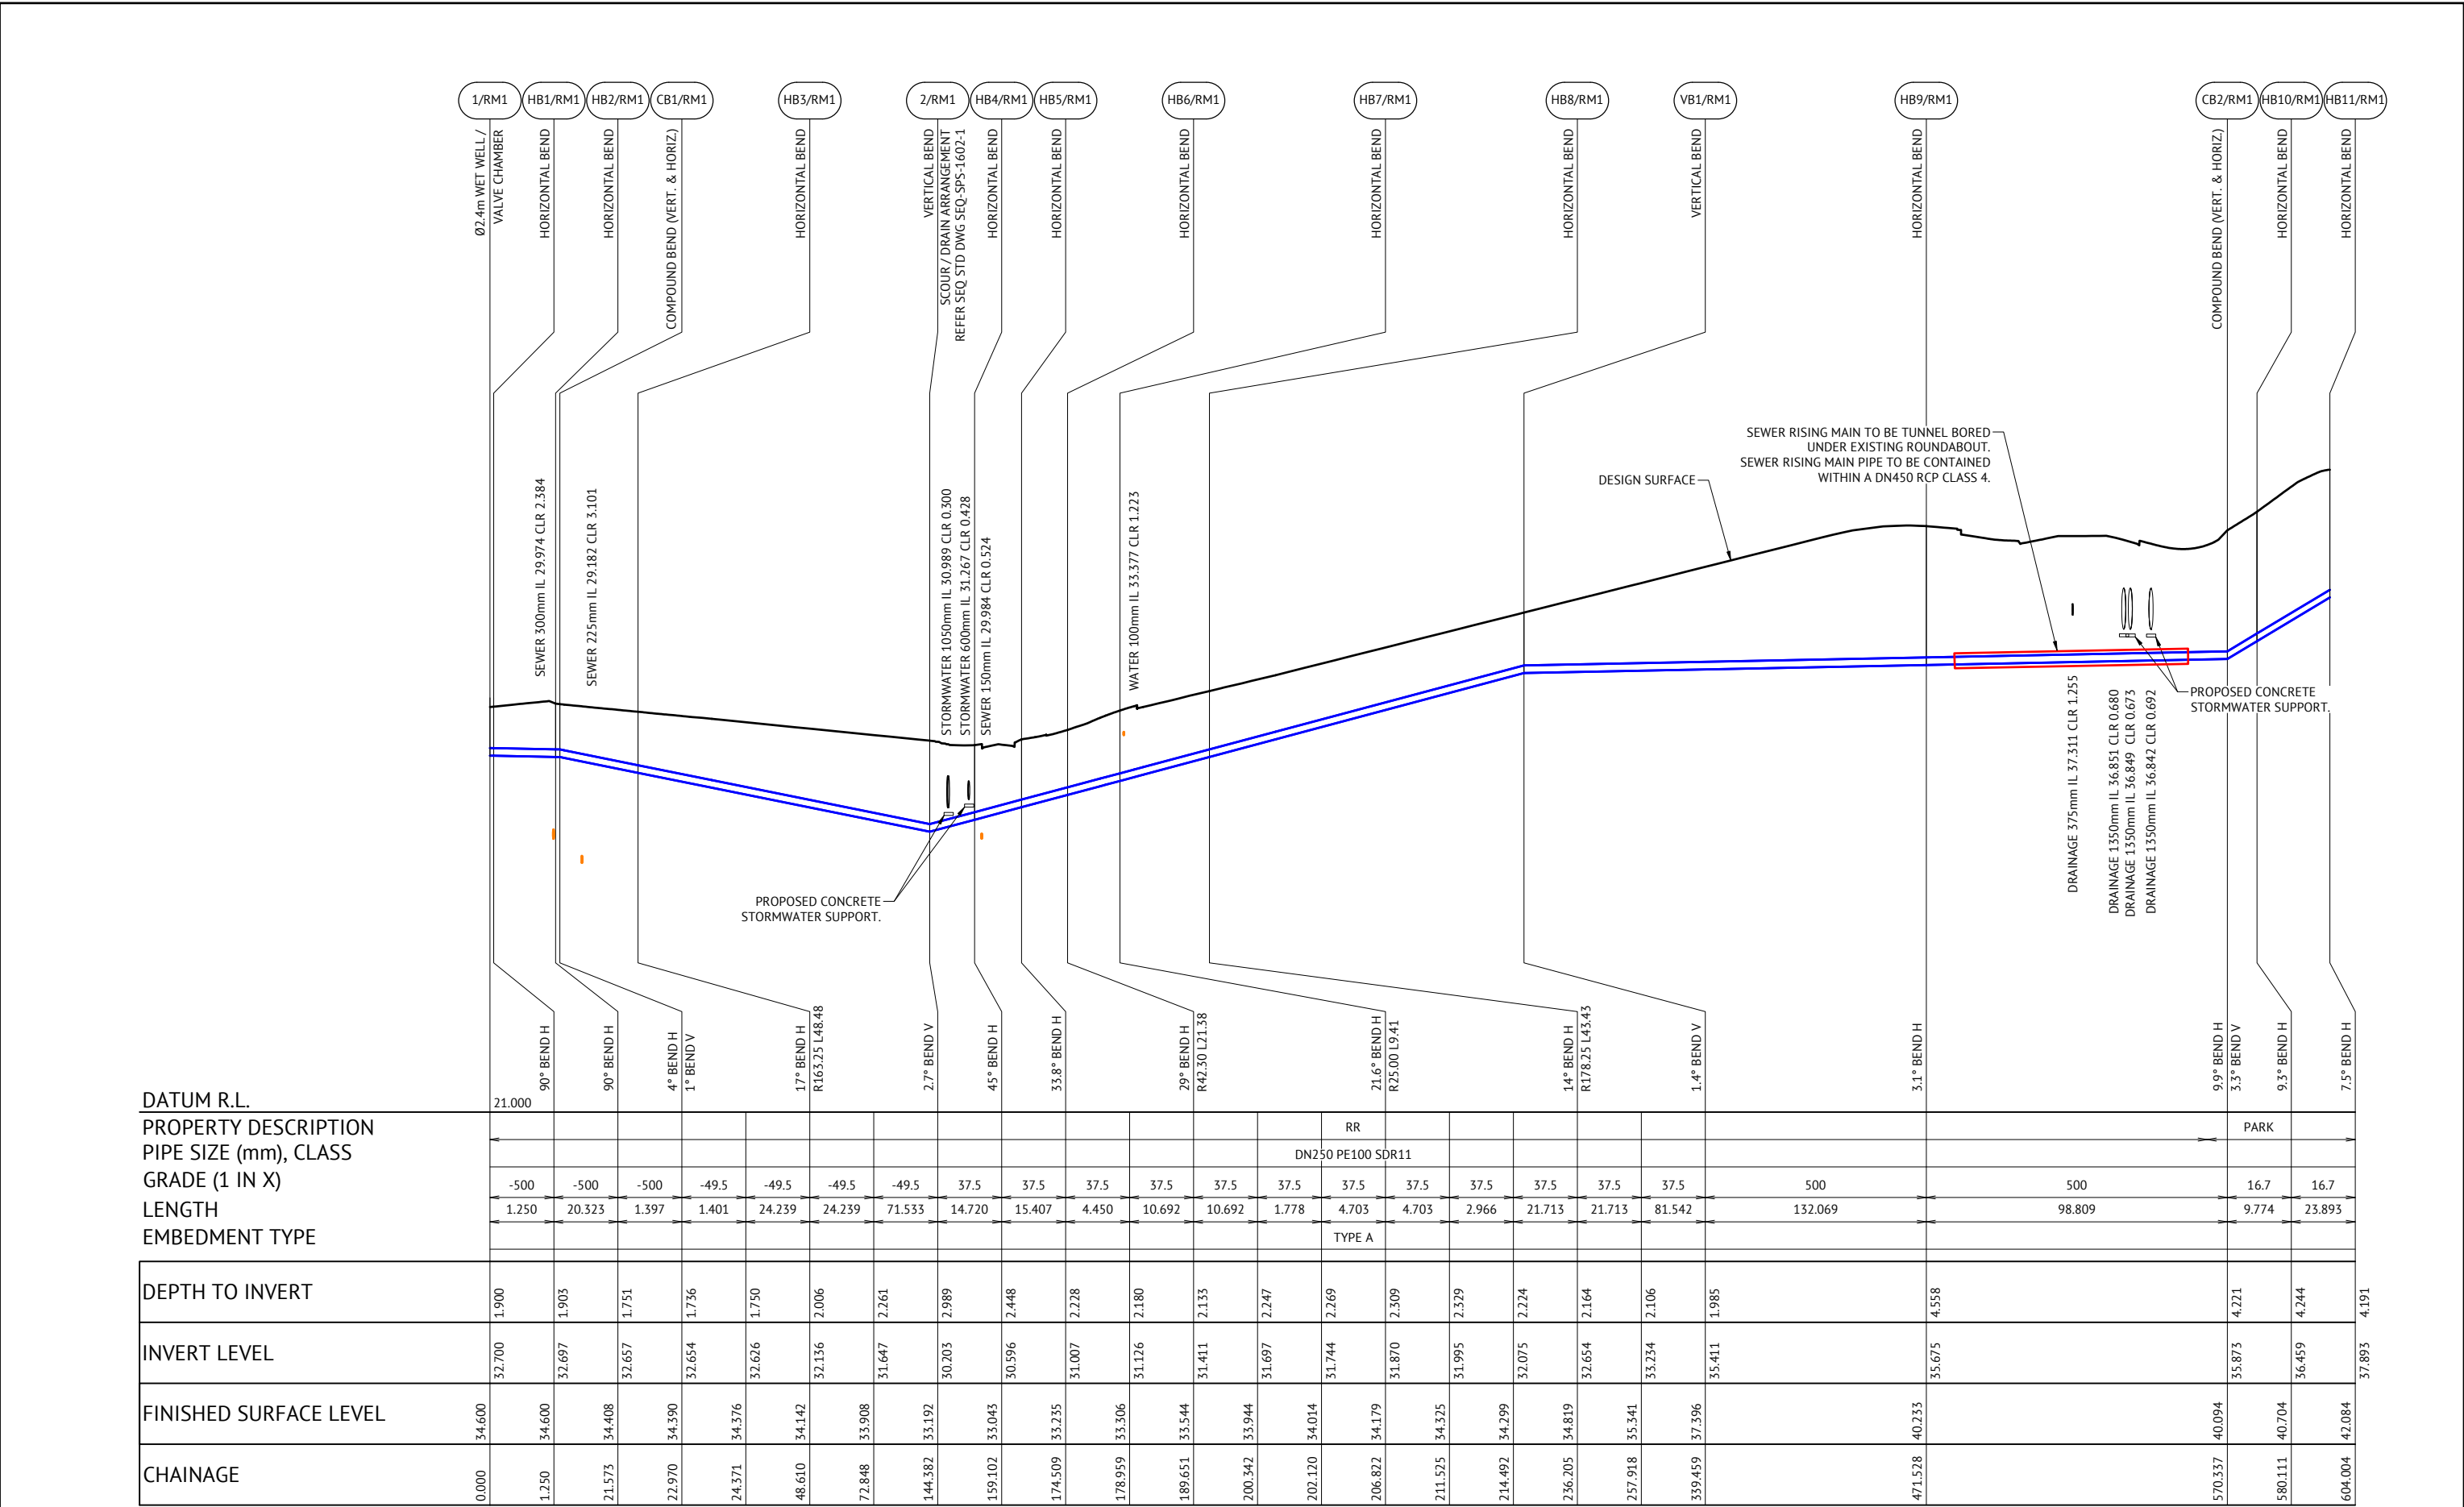 1/RM1 HB1/RM1 HB2/RM1 CB1/RM1 HB3/RM1 2/RM1 HB4/RM1 HB5/RM1 HB6/RM1 HB7/RM1 HB8/RM1 VB1/RM1 HB9/RM1 CB2/RM1 HB10/RM1 HB11/RM1
Ø2.4m WET WELL /
VALVE CHAMBER
HORIZONTAL BEND
HORIZONTAL BEND
COMPOUND BEND (VERT. & HORIZ.)
HORIZONTAL BEND
VERTICAL BEND
SCOUR / DRAIN ARRANGEMENT
REFER SEQ STD DWG SEQ-SPS-1602-1
HORIZONTAL BEND
HORIZONTAL BEND
HORIZONTAL BEND
HORIZONTAL BEND
HORIZONTAL BEND
VERTICAL BEND
HORIZONTAL BEND
COMPOUND BEND (VERT. & HORIZ.)
HORIZONTAL BEND
HORIZONTAL BEND
SEWER 300mm IL 29.974 CLR 2.384
SEWER 225mm IL 29.182 CLR 3.101
STORMWATER 1050mm IL 30.989 CLR 0.300
STORMWATER 600mm IL 31.267 CLR 0.428
SEWER 150mm IL 29.984 CLR 0.524
WATER 100mm IL 33.377 CLR 1.223
DESIGN SURFACE
SEWER RISING MAIN TO BE TUNNEL BORED
UNDER EXISTING ROUNDABOUT.
SEWER RISING MAIN PIPE TO BE CONTAINED
WITHIN A DN450 RCP CLASS 4.
PROPOSED CONCRETE
STORMWATER SUPPORT.
DRAINAGE 375mm IL 37.311 CLR 1.255
DRAINAGE 1350mm IL 36.851 CLR 0.680
DRAINAGE 1350mm IL 36.849 CLR 0.673
DRAINAGE 1350mm IL 36.842 CLR 0.692
PROPOSED CONCRETE
STORMWATER SUPPORT.
90° BEND H
90° BEND H
4° BEND H
1° BEND V
17° BEND H
R163.25 L48.48
2.7° BEND V
45° BEND H
33.8° BEND H
29° BEND H
R42.30 L21.38
21.6° BEND H
R25.00 L9.41
14° BEND H
R178.25 L43.43
1.4° BEND V
3.1° BEND H
9.9° BEND H
3.3° BEND V
9.3° BEND H
7.5° BEND H
DATUM R.L. 21.000
PROPERTY DESCRIPTION RR PARK
PIPE SIZE (mm), CLASS DN250 PE100 SDR11
GRADE (1 IN X) -500 -500 -500 -49.5 -49.5 -49.5 -49.5 37.5 37.5 37.5 37.5 37.5 37.5 37.5 37.5 37.5 37.5 37.5 37.5 500 500 16.7 16.7
LENGTH 1.250 20.323 1.397 1.401 24.239 24.239 71.533 14.720 15.407 4.450 10.692 10.692 1.778 4.703 4.703 2.966 21.713 21.713 81.542 132.069 98.809 9.774 23.893
EMBEDMENT TYPE TYPE A
DEPTH TO INVERT 1.900 1.903 1.751 1.736 1.750 2.006 2.261 2.989 2.448 2.228 2.180 2.133 2.247 2.269 2.309 2.329 2.224 2.164 2.106 1.985 4.558 4.221 4.244 4.191
INVERT LEVEL 32.700 32.697 32.657 32.654 32.626 32.136 31.647 30.203 30.596 31.007 31.126 31.411 31.697 31.744 31.870 31.995 32.075 32.654 33.234 35.411 35.675 35.873 36.459 37.893
FINISHED SURFACE LEVEL 34.600 34.600 34.408 34.390 34.376 34.142 33.908 33.192 33.043 33.235 33.306 33.544 33.944 34.014 34.179 34.325 34.299 34.819 35.341 37.396 40.233 40.094 40.704 42.084
CHAINAGE 0.000 1.250 21.573 22.970 24.371 48.610 72.848 144.382 159.102 174.509 178.959 189.651 200.342 202.120 206.822 211.525 214.492 236.205 257.918 339.459 471.528 570.337 580.111 604.004